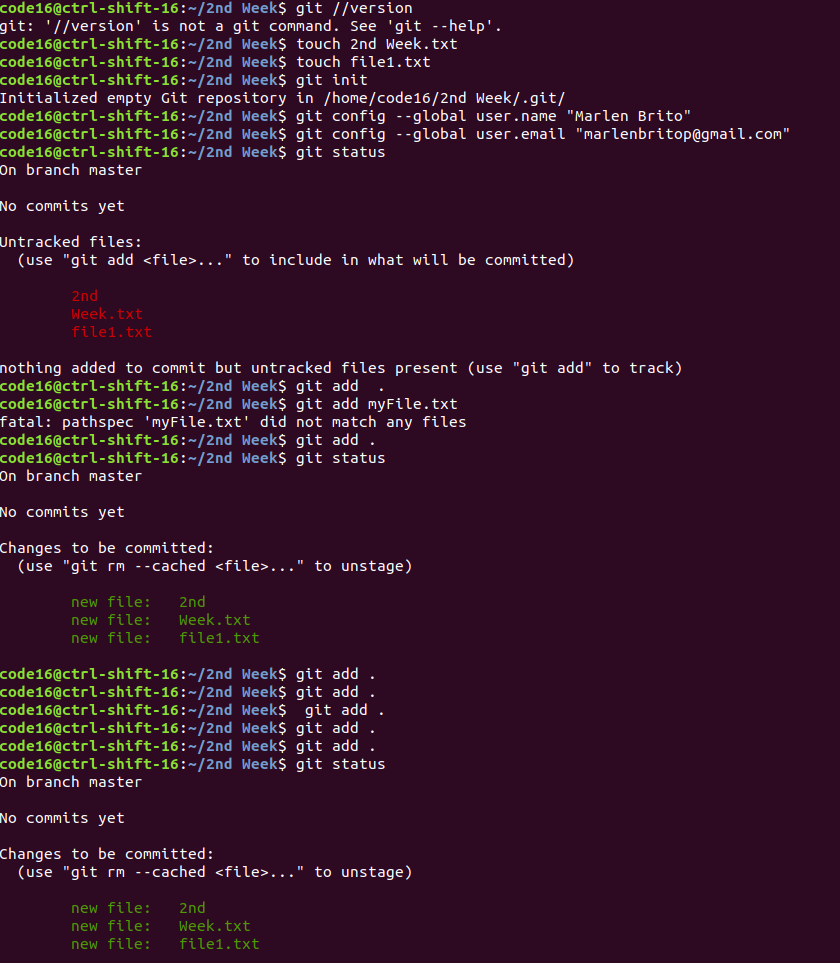 code16@ctrl-shift-16:~/2nd Week$ git //version
git: '//version' is not a git command. See 'git --help'.
code16@ctrl-shift-16:~/2nd Week$ touch 2nd Week.txt
code16@ctrl-shift-16:~/2nd Week$ touch file1.txt
code16@ctrl-shift-16:~/2nd Week$ git init
Initialized empty Git repository in /home/code16/2nd Week/.git/
code16@ctrl-shift-16:~/2nd Week$ git config --global user.name "Marlen Brito"
code16@ctrl-shift-16:~/2nd Week$ git config --global user.email "marlenbritop@gmail.com"
code16@ctrl-shift-16:~/2nd Week$ git status
On branch master

No commits yet

Untracked files:
  (use "git add <file>..." to include in what will be committed)

        2nd
        Week.txt
        file1.txt

nothing added to commit but untracked files present (use "git add" to track)
code16@ctrl-shift-16:~/2nd Week$ git add  .
code16@ctrl-shift-16:~/2nd Week$ git add myFile.txt
fatal: pathspec 'myFile.txt' did not match any files
code16@ctrl-shift-16:~/2nd Week$ git add .
code16@ctrl-shift-16:~/2nd Week$ git status
On branch master

No commits yet

Changes to be committed:
  (use "git rm --cached <file>..." to unstage)

        new file:   2nd
        new file:   Week.txt
        new file:   file1.txt

code16@ctrl-shift-16:~/2nd Week$ git add .
code16@ctrl-shift-16:~/2nd Week$ git add .
code16@ctrl-shift-16:~/2nd Week$  git add .
code16@ctrl-shift-16:~/2nd Week$ git add .
code16@ctrl-shift-16:~/2nd Week$ git add .
code16@ctrl-shift-16:~/2nd Week$ git status
On branch master

No commits yet

Changes to be committed:
  (use "git rm --cached <file>..." to unstage)

        new file:   2nd
        new file:   Week.txt
        new file:   file1.txt